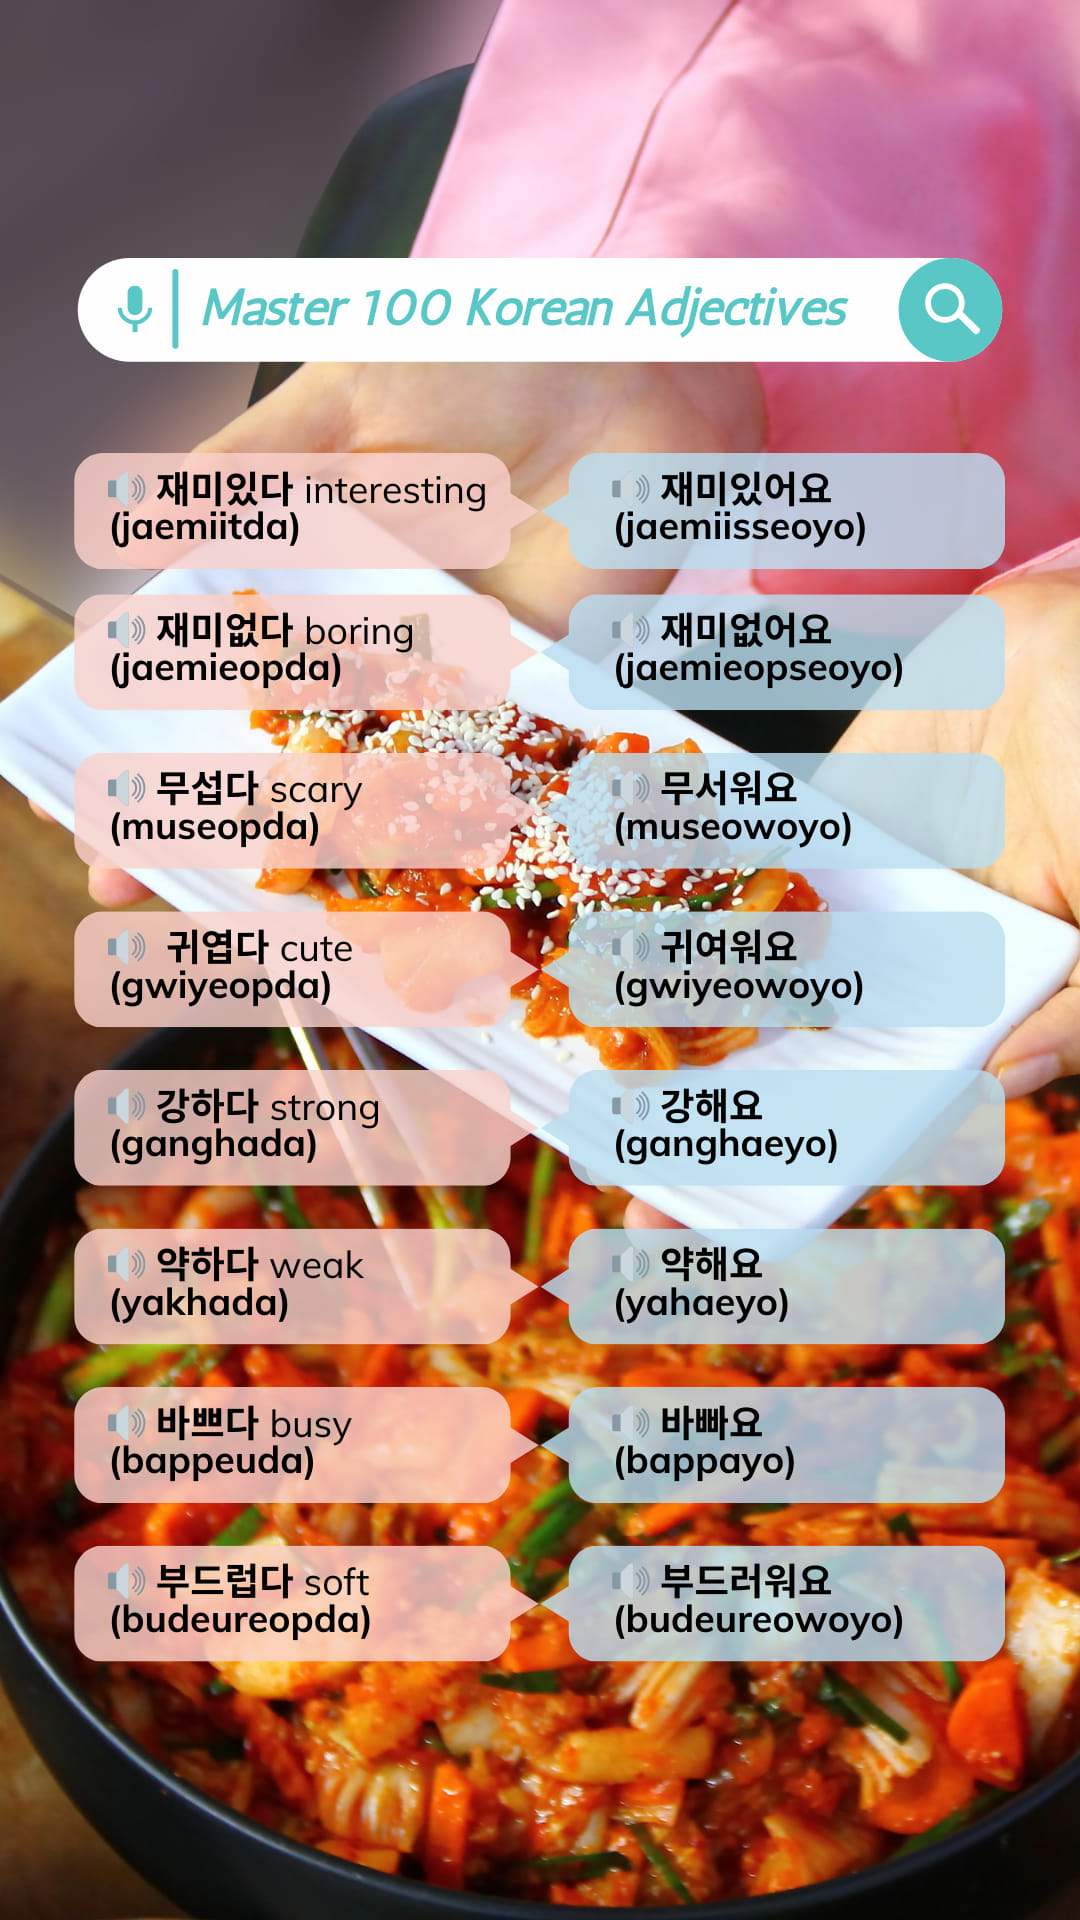 Master 100 Korean Adjectives
재미있다 interesting
(jaemiitda)
재미있어요
(jaemiisseoyo)
재미없다 boring
(jaemieopda)
재미없어요
(jaemieopseoyo)
무섭다 scary
(museopda)
무서워요
(museowoyo)
귀엽다 cute
(gwiyeopda)
귀여워요
(gwiyeowoyo)
강하다 strong
(ganghada)
강해요
(ganghaeyo)
약하다 weak
(yakhada)
약해요
(yahaeyo)
바쁘다 busy
(bappeuda)
바빠요
(bappayo)
부드럽다 soft
(budeureopda)
부드러워요
(budeureowoyo)